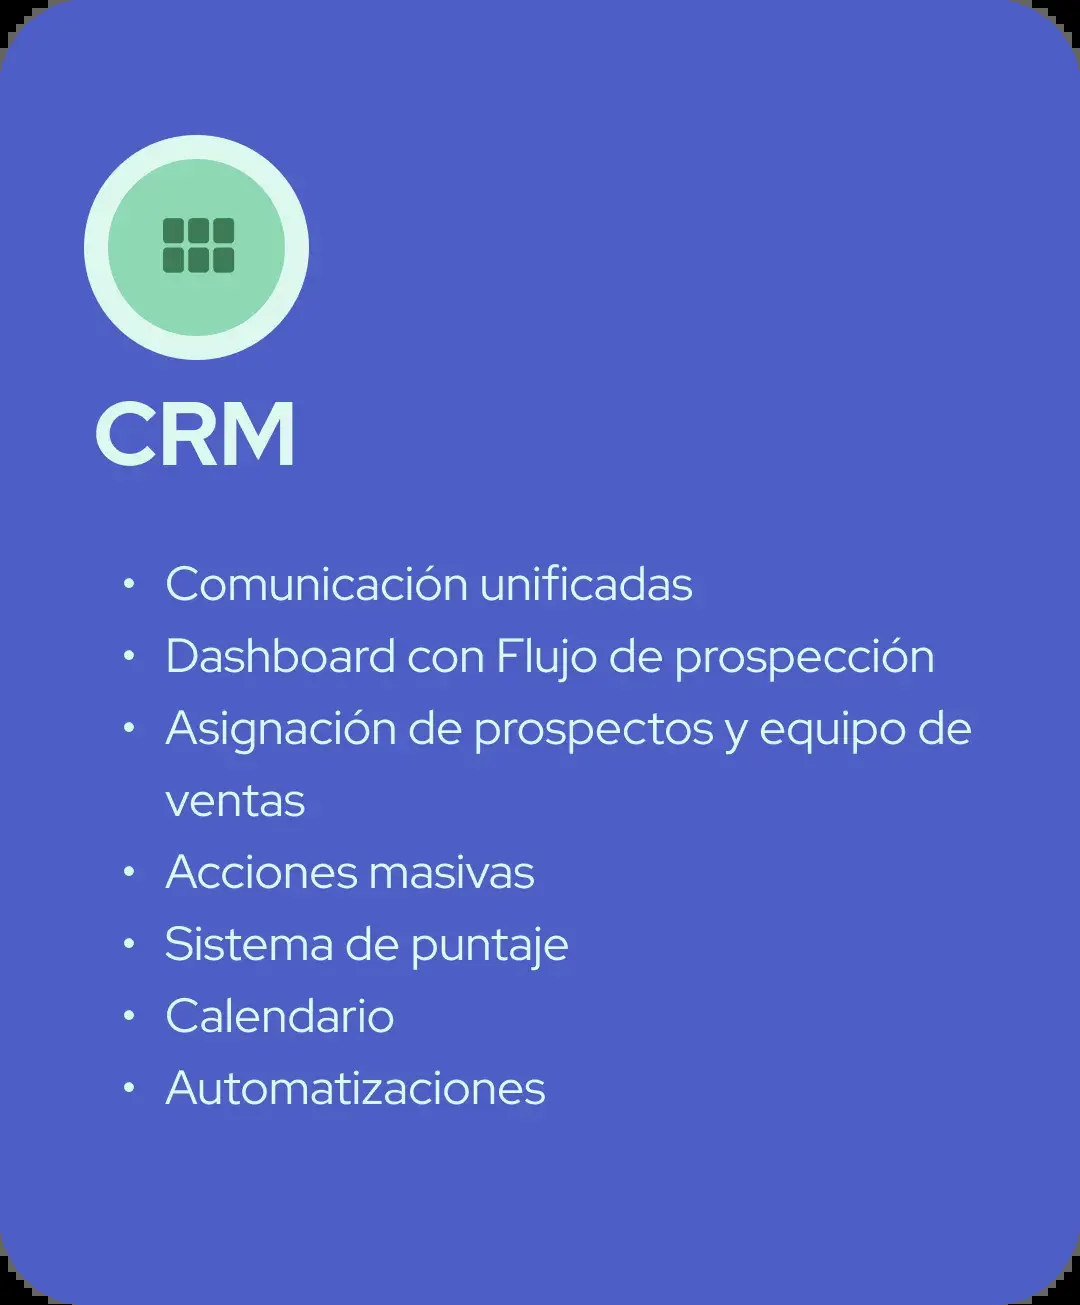 CRM
• Comunicación unificadas
• Dashboard con Flujo de prospección
• Asignación de prospectos y equipo de
ventas
• Acciones masivas
• Sistema de puntaje
• Calendario
• Automatizaciones